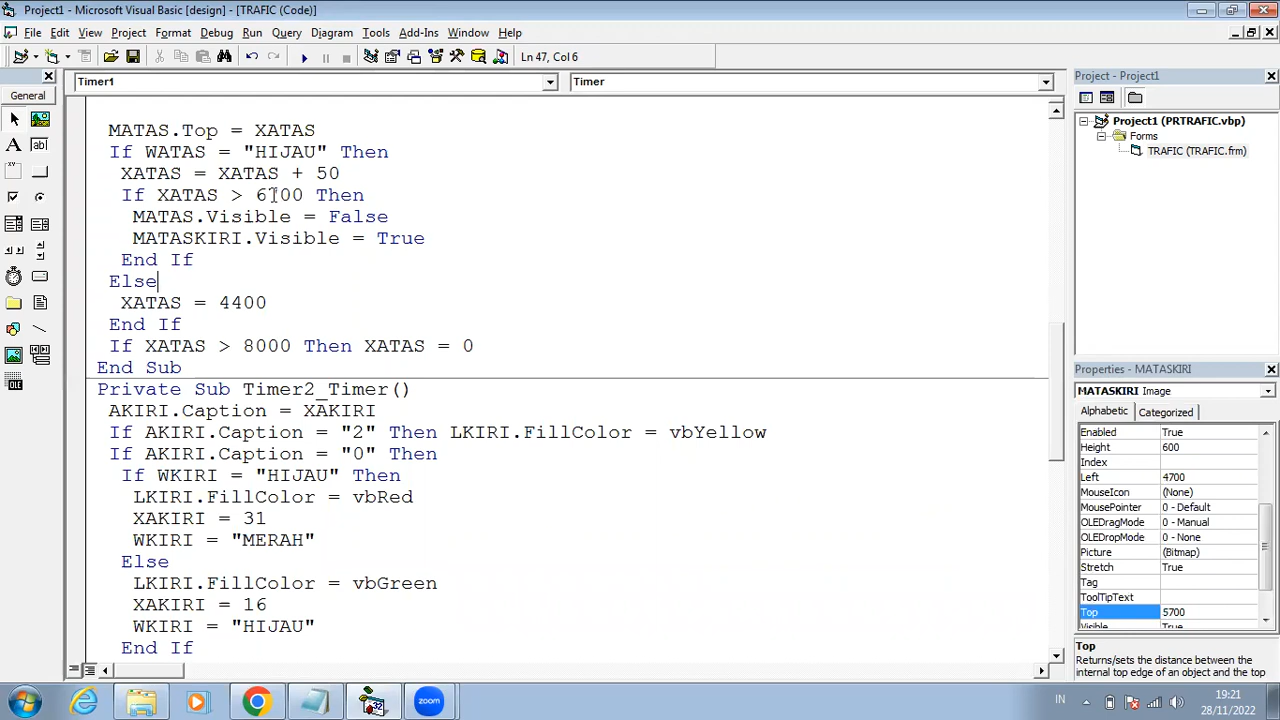 Project1 - Microsoft Visual Basic [design] - [TRAFIC (Code)]
File Edit View Project Format Debug Run Query Diagram Tools Add-Ins Window Help
Ln 47, Col 6
General
Timer1
Timer
MATAS.Top = XATAS
If WATAS = "HIJAU" Then
XATAS = XATAS + 50
If XATAS > Then
MATAS.Visible = False
MATASKIRI.Visible = True
End If
Else
XATAS = 4400
End If
If XATAS > 8000 Then XATAS = 0
End Sub
Private Sub Timer2_Timer()
AKIRI.Caption = XAKIRI
If AKIRI.Caption = "2" Then LKIRI.FillColor = vbYellow
If AKIRI.Caption = "0" Then
If WKIRI = "HIJAU" Then
LKIRI.FillColor = vbRed
XAKIRI = 31
WKIRI = "MERAH"
Else
LKIRI.FillColor = vbGreen
XAKIRI = 16
WKIRI = "HIJAU"
End If
Project - Project1
Project1 (PRTRAFIC.vbp)
Forms
TRAFIC (TRAFIC.frm)
Properties - MATASKIRI
MATASKIRI Image
Alphabetic Categorized
Enabled True
Height 600
Index
Left 4700
MouseIcon (None)
MousePointer 0 - Default
OLEDragMode 0 - Manual
OLEDropMode 0 - None
Picture (Bitmap)
Stretch True
Tag
ToolTipText
Top 5700
Visible True
Top
Returns/sets the distance between the
internal top edge of an object and the top
zoom
IN
19:21
28/11/2022